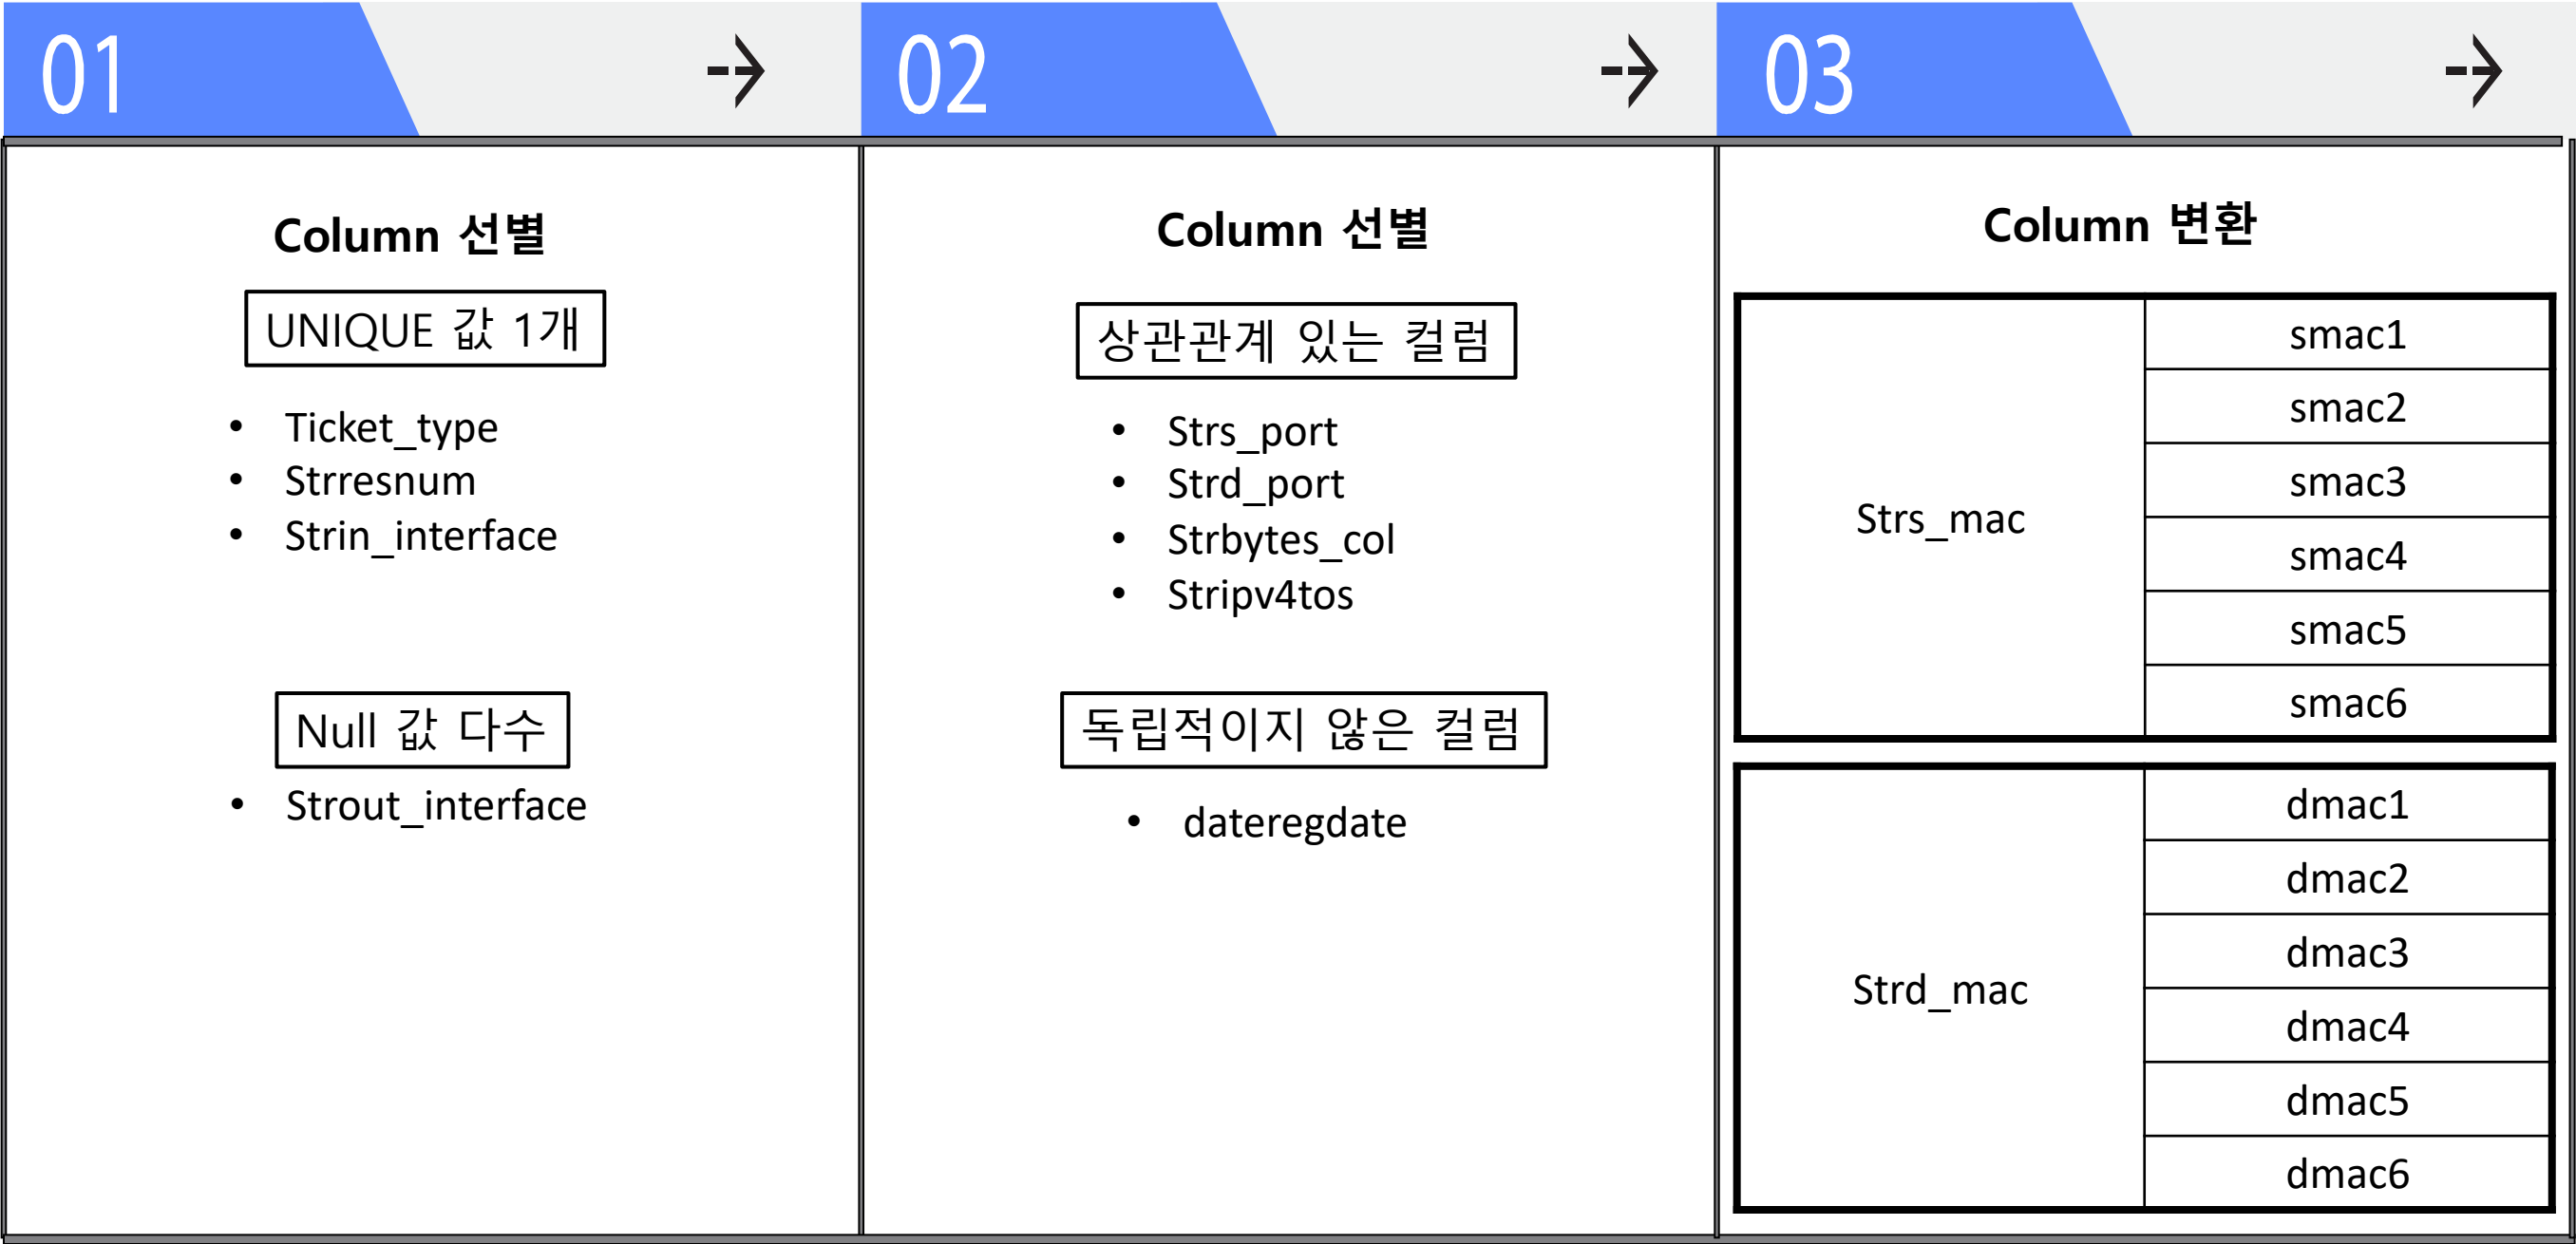 01
Column 선별
UNIQUE 값 1개
• Ticket_type
• Strresnum
• Strin_interface
Null 값 다수
• Strout_interface
02
Column 선별
상관관계 있는 컬럼
• Strs_port
• Strd_port
• Strbytes_col
• Stripv4tos
독립적이지 않은 컬럼
• dateregdate
03
Column 변환
Strs_mac
smac1
smac2
smac3
smac4
smac5
smac6
Strd_mac
dmac1
dmac2
dmac3
dmac4
dmac5
dmac6